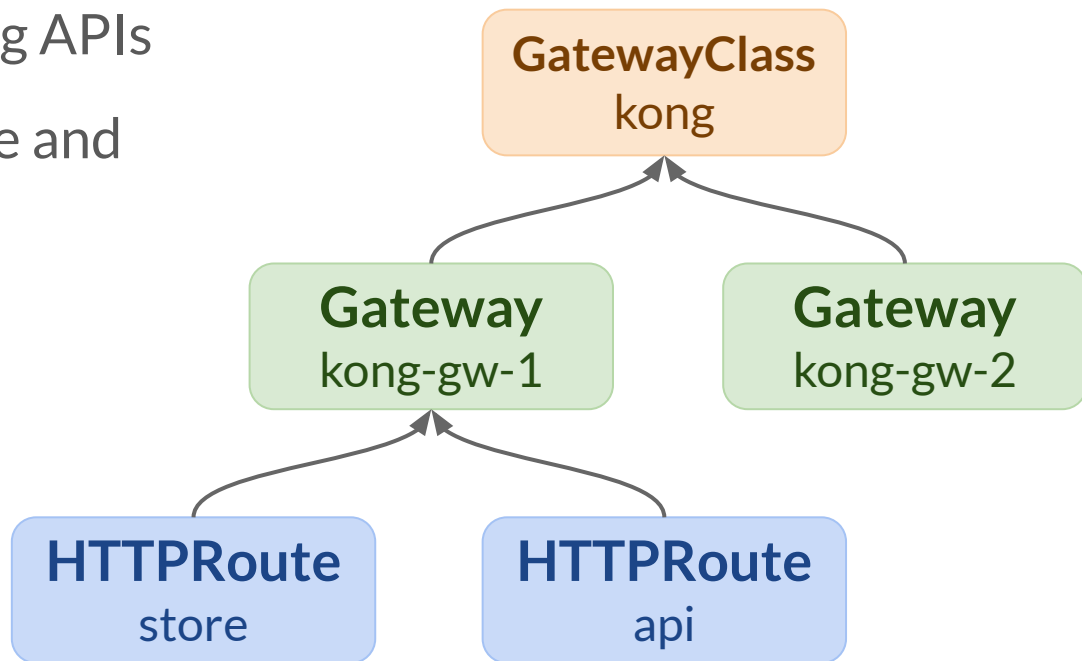 g APIs
e and
GatewayClass
kong
Gateway
kong-gw-1
Gateway
kong-gw-2
HTTPRoute
store
HTTPRoute
api